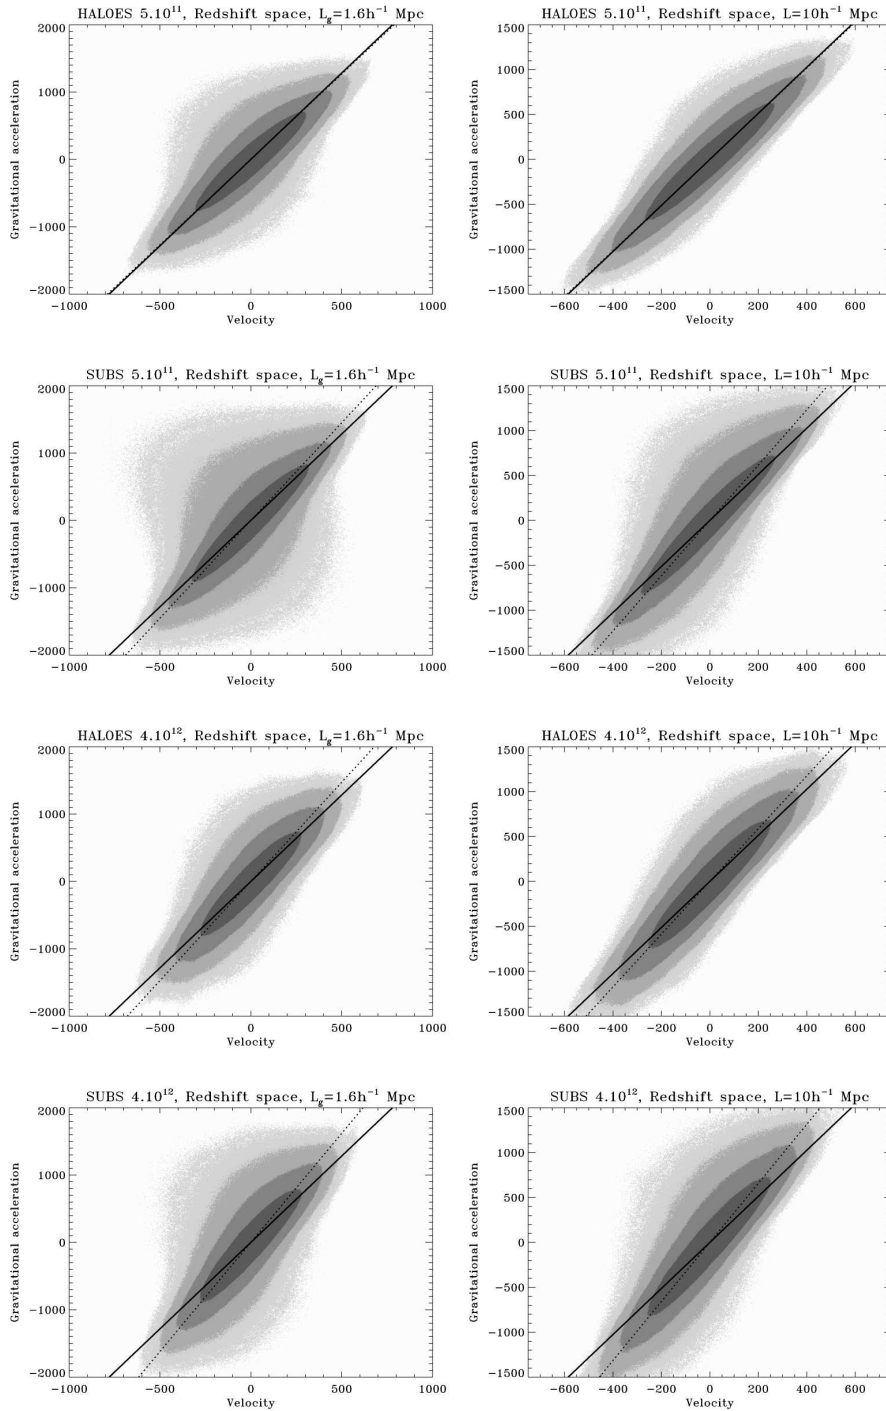 HALOES 5.10¹¹, Redshift space, L_g=1.6h⁻¹ Mpc
2000
1000
0
−1000
−2000
Gravitational acceleration
−1000 −500 0 500 1000
Velocity
HALOES 5.10¹¹, Redshift space, L=10h⁻¹ Mpc
1500
1000
500
0
−500
−1000
−1500
Gravitational acceleration
−600 −400 −200 0 200 400 600
Velocity
SUBS 5.10¹¹, Redshift space, L_g=1.6h⁻¹ Mpc
2000
1000
0
−1000
−2000
Gravitational acceleration
−1000 −500 0 500 1000
Velocity
SUBS 5.10¹¹, Redshift space, L=10h⁻¹ Mpc
1500
1000
500
0
−500
−1000
−1500
Gravitational acceleration
−600 −400 −200 0 200 400 600
Velocity
HALOES 4.10¹², Redshift space, L_g=1.6h⁻¹ Mpc
2000
1000
0
−1000
−2000
Gravitational acceleration
−1000 −500 0 500 1000
Velocity
HALOES 4.10¹², Redshift space, L=10h⁻¹ Mpc
1500
1000
500
0
−500
−1000
−1500
Gravitational acceleration
−600 −400 −200 0 200 400 600
Velocity
SUBS 4.10¹², Redshift space, L_g=1.6h⁻¹ Mpc
2000
1000
0
−1000
−2000
Gravitational acceleration
−1000 −500 0 500 1000
Velocity
SUBS 4.10¹², Redshift space, L=10h⁻¹ Mpc
1500
1000
500
0
−500
−1000
−1500
Gravitational acceleration
−600 −400 −200 0 200 400 600
Velocity